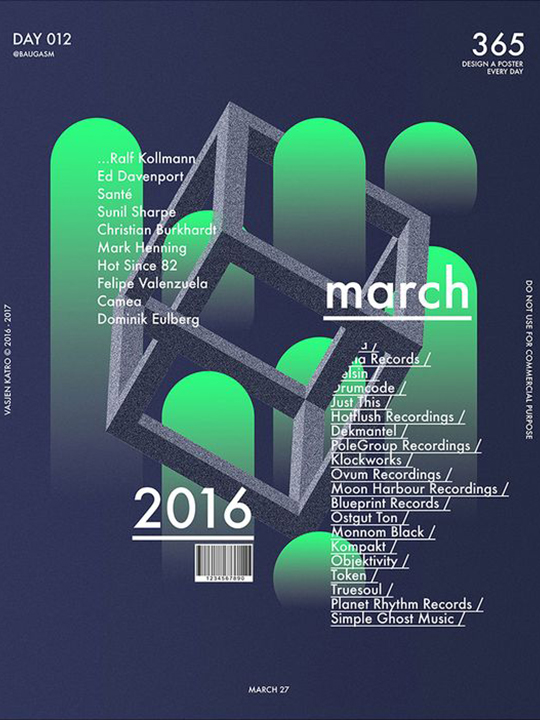 DAY 012
@BAUGASM
365
DESIGN A POSTER
EVERY DAY
...Ralf Kollmann
Ed Davenport
Santé
Sunil Sharpe
Christian Burkhardt
Mark Henning
Hot Since 82
Felipe Valenzuela
Camea
Dominik Eulberg
march
VASJEN KATRO © 2016 - 2017
DO NOT USE FOR COMMERCIAL PURPOSE
Records /
Drumcode /
Just This /
Hotflush Recordings /
Dekmantel /
PoleGroup Recordings /
Klockworks /
Ovum Recordings /
Moon Harbour Recordings /
Blueprint Records /
Ostgut Ton /
Monnom Black /
Kompakt /
Objektivity /
Token /
Truesoul /
Planet Rhythm Records /
Simple Ghost Music /
2016
1234567890
MARCH 27